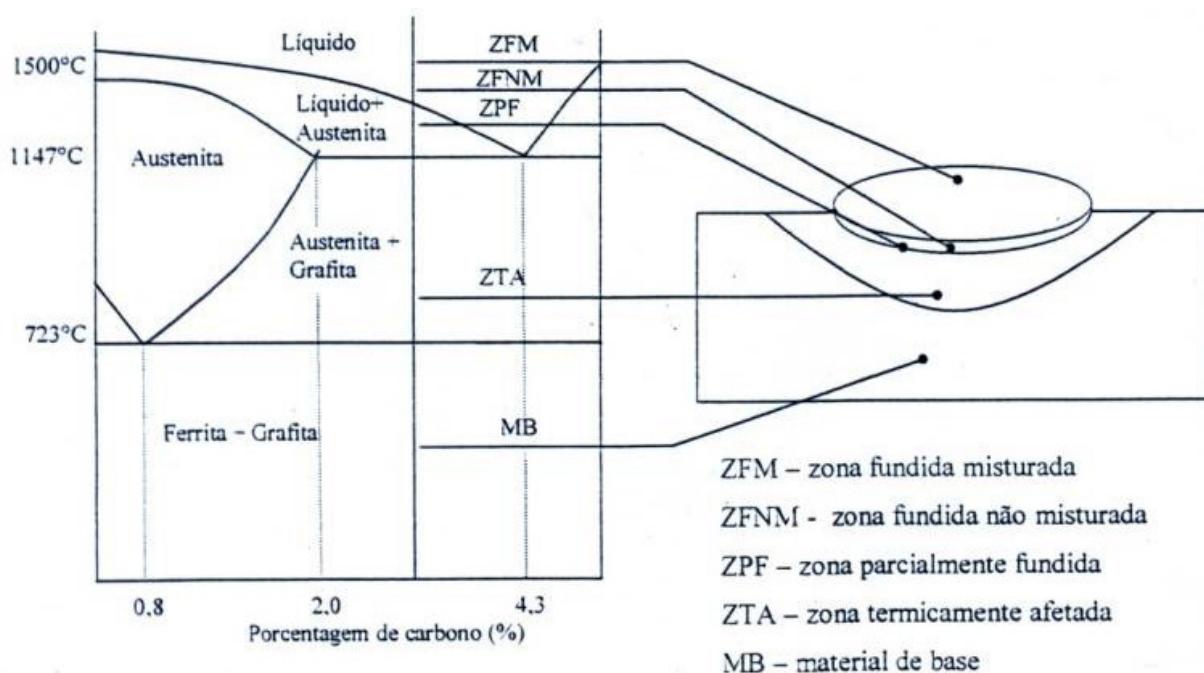 Líquido
ZFM
1500°C
ZFNM
Líquido+
Austenita
ZPF
1147°C
Austenita
Austenita +
Grafita
ZTA
723°C
Ferrita - Grafita
MB
0.8
2.0
4.3
Porcentagem de carbono (%)
ZFM – zona fundida misturada
ZFNM - zona fundida não misturada
ZPF – zona parcialmente fundida
ZTA – zona termicamente afetada
MB – material de base